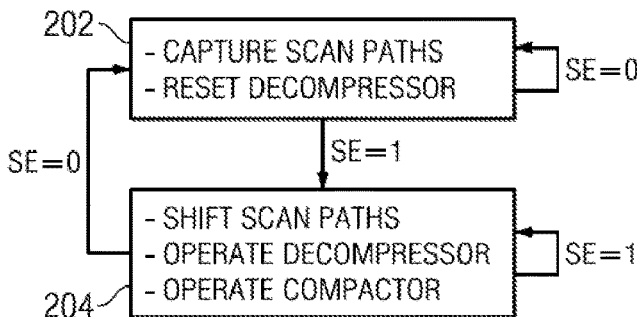 202
- CAPTURE SCAN PATHS
- RESET DECOMPRESSOR
SE=0
SE=0
SE=1
- SHIFT SCAN PATHS
- OPERATE DECOMPRESSOR
- OPERATE COMPACTOR
SE=1
204